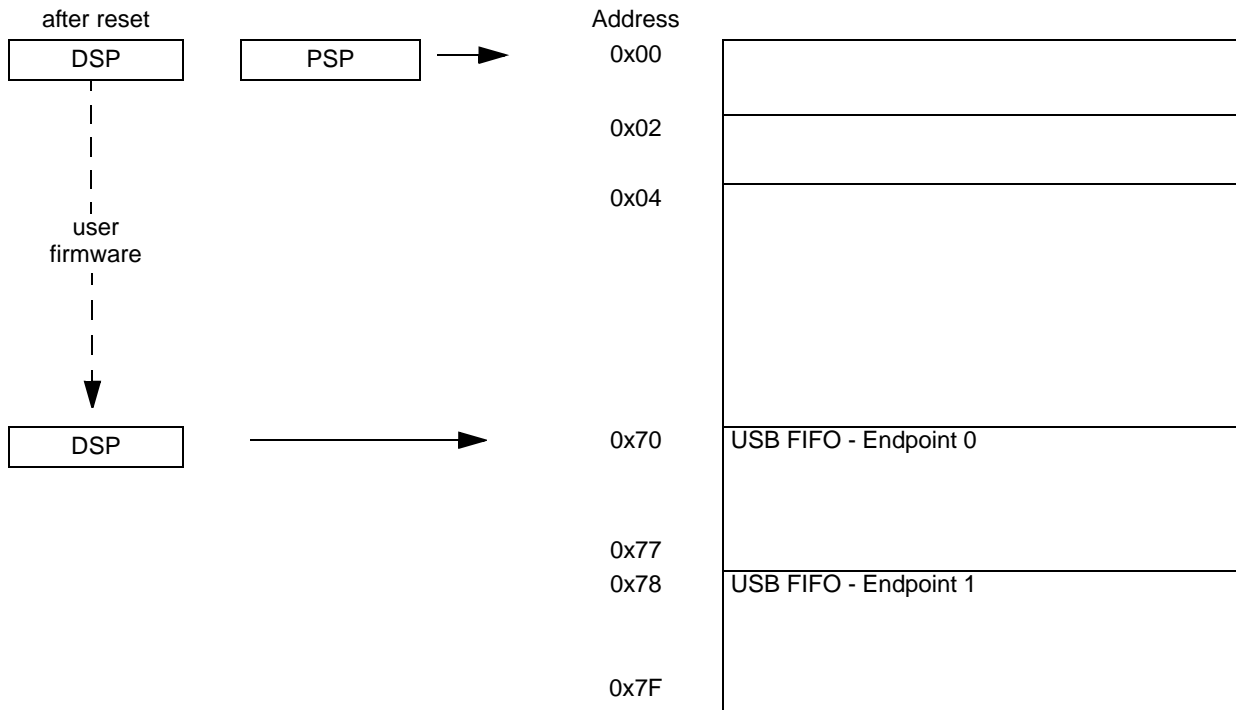 after reset
Address
DSP
PSP
0x00
0x02
0x04
user
firmware
DSP
0x70
USB FIFO - Endpoint 0
0x77
0x78
USB FIFO - Endpoint 1
0x7F